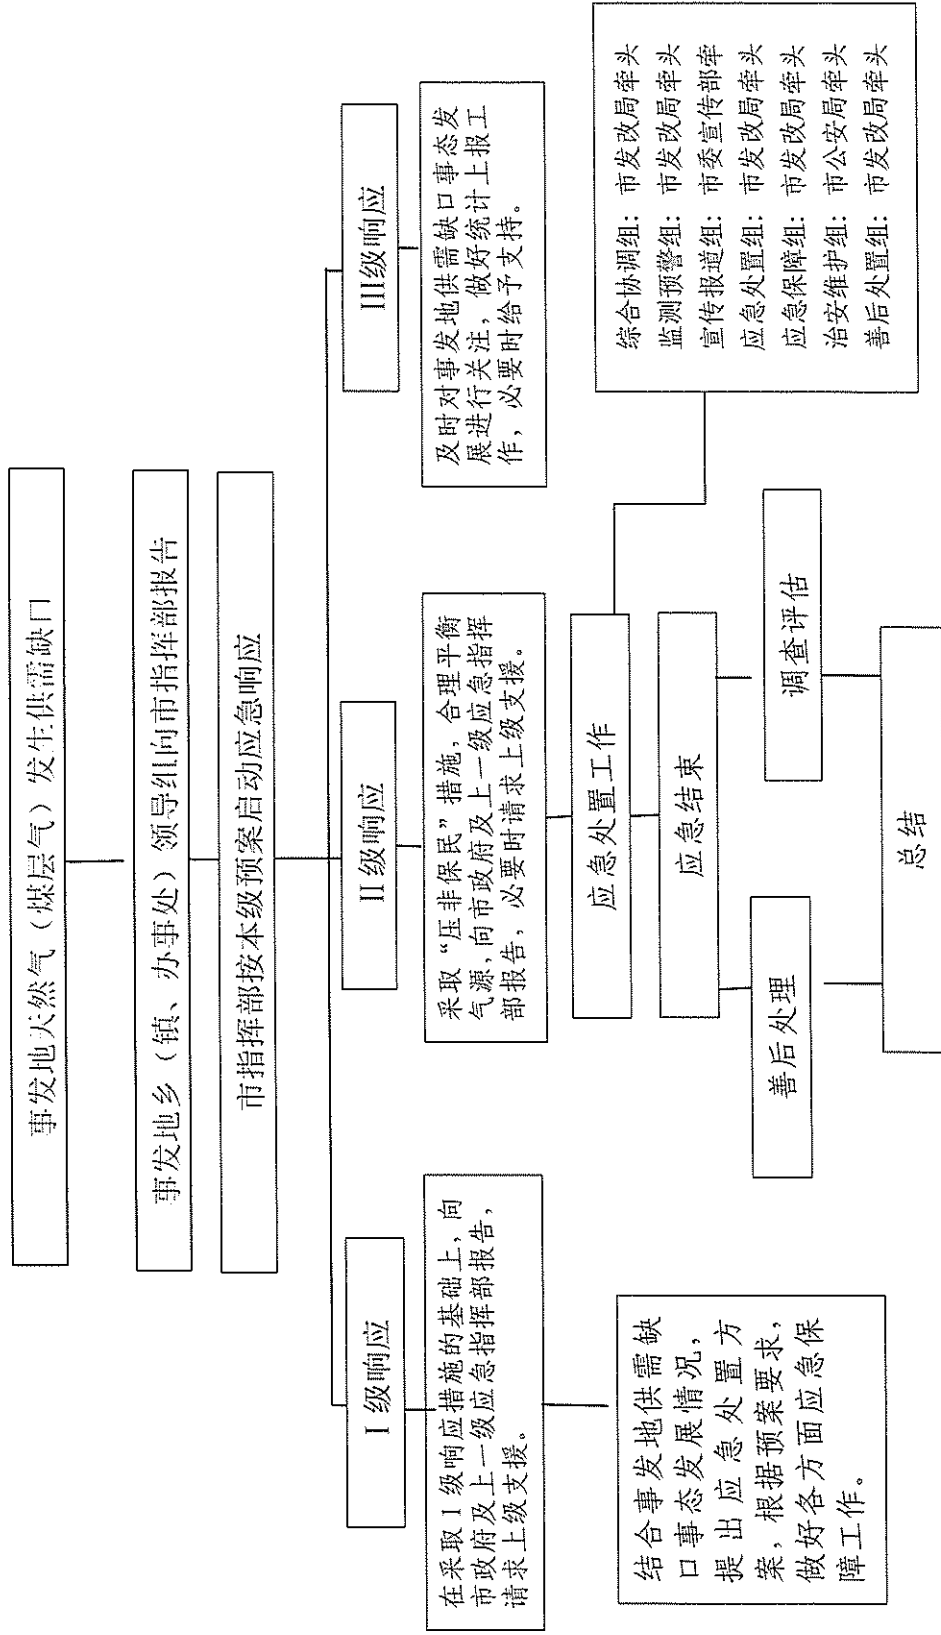 事发地天然气（煤层气）发生供需缺口
事发地乡（镇、办事处）领导组向市指挥部报告
市指挥部按本级预案启动应急响应
I 级响应
II 级响应
III级响应
在采取 I 级响应措施的基础上，向
市政府及上一级应急指挥部报告，
请求上级支援。
采取“压非保民”措施，合理平衡
气源，向市政府及上一级应急指挥
部报告，必要时请求上级支援。
及时对事发地供需缺口事态发
展进行关注，做好统计上报工
作，必要时给予支持。
结合事发地供需缺
口事态发展情况，
提出应急处置方
案，根据预案要求，
做好各方面应急保
障工作。
应急处置工作
综合协调组：市发改局牵头
监测预警组：市发改局牵头
宣传报道组：市委宣传部牵
应急处置组：市发改局牵头
应急保障组：市发改局牵头
治安维护组：市公安局牵头
善后处置组：市发改局牵头
应急结束
善后处理
调查评估
总结